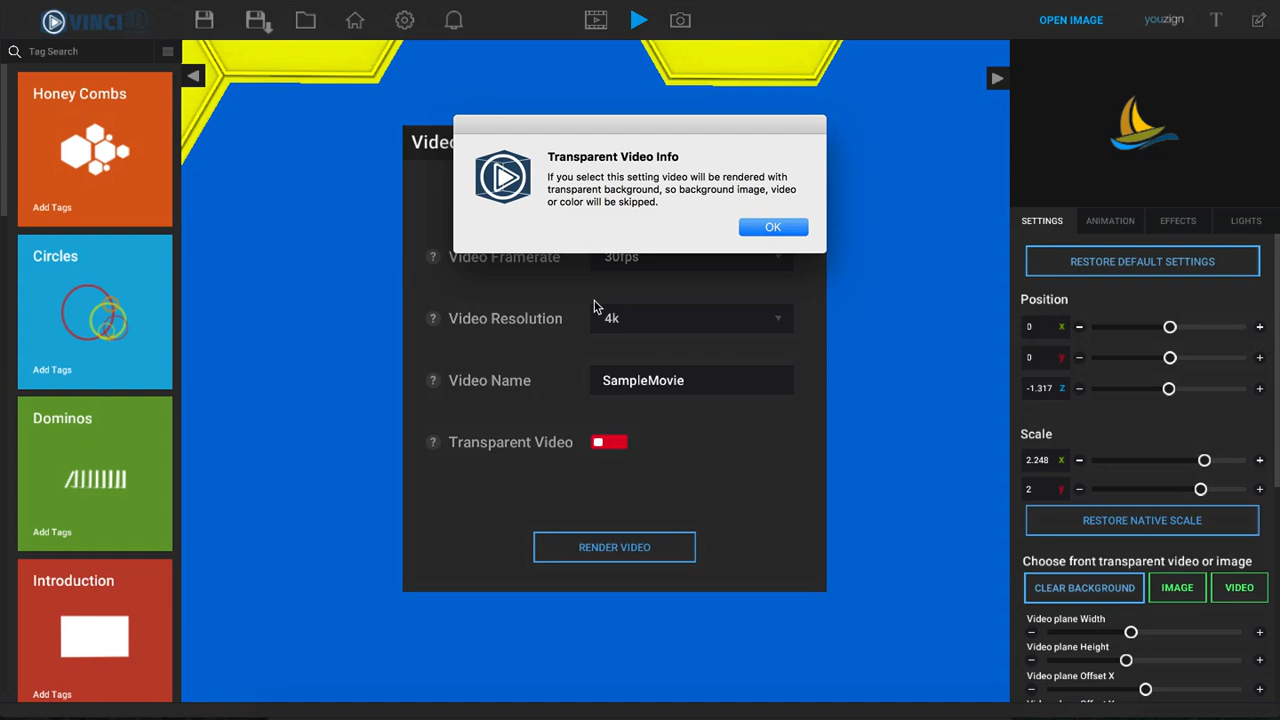 VINCI3D
OPEN IMAGE
youzign
T
Tag Search
Honey Combs
Add Tags
Circles
Add Tags
Dominos
Add Tags
Introduction
Add Tags
Transparent Video Info
If you select this setting video will be rendered with
transparent background, so background image, video
or color will be skipped.
OK
? Video Framerate 30fps
? Video Resolution 4k
? Video Name SampleMovie
? Transparent Video
RENDER VIDEO
SETTINGS ANIMATION EFFECTS LIGHTS
RESTORE DEFAULT SETTINGS
Position
0 x
0 y
-1.317 z
Scale
2.248 x
2 y
RESTORE NATIVE SCALE
Choose front transparent video or image
CLEAR BACKGROUND IMAGE VIDEO
Video plane Width
Video plane Height
Video plane Offset X